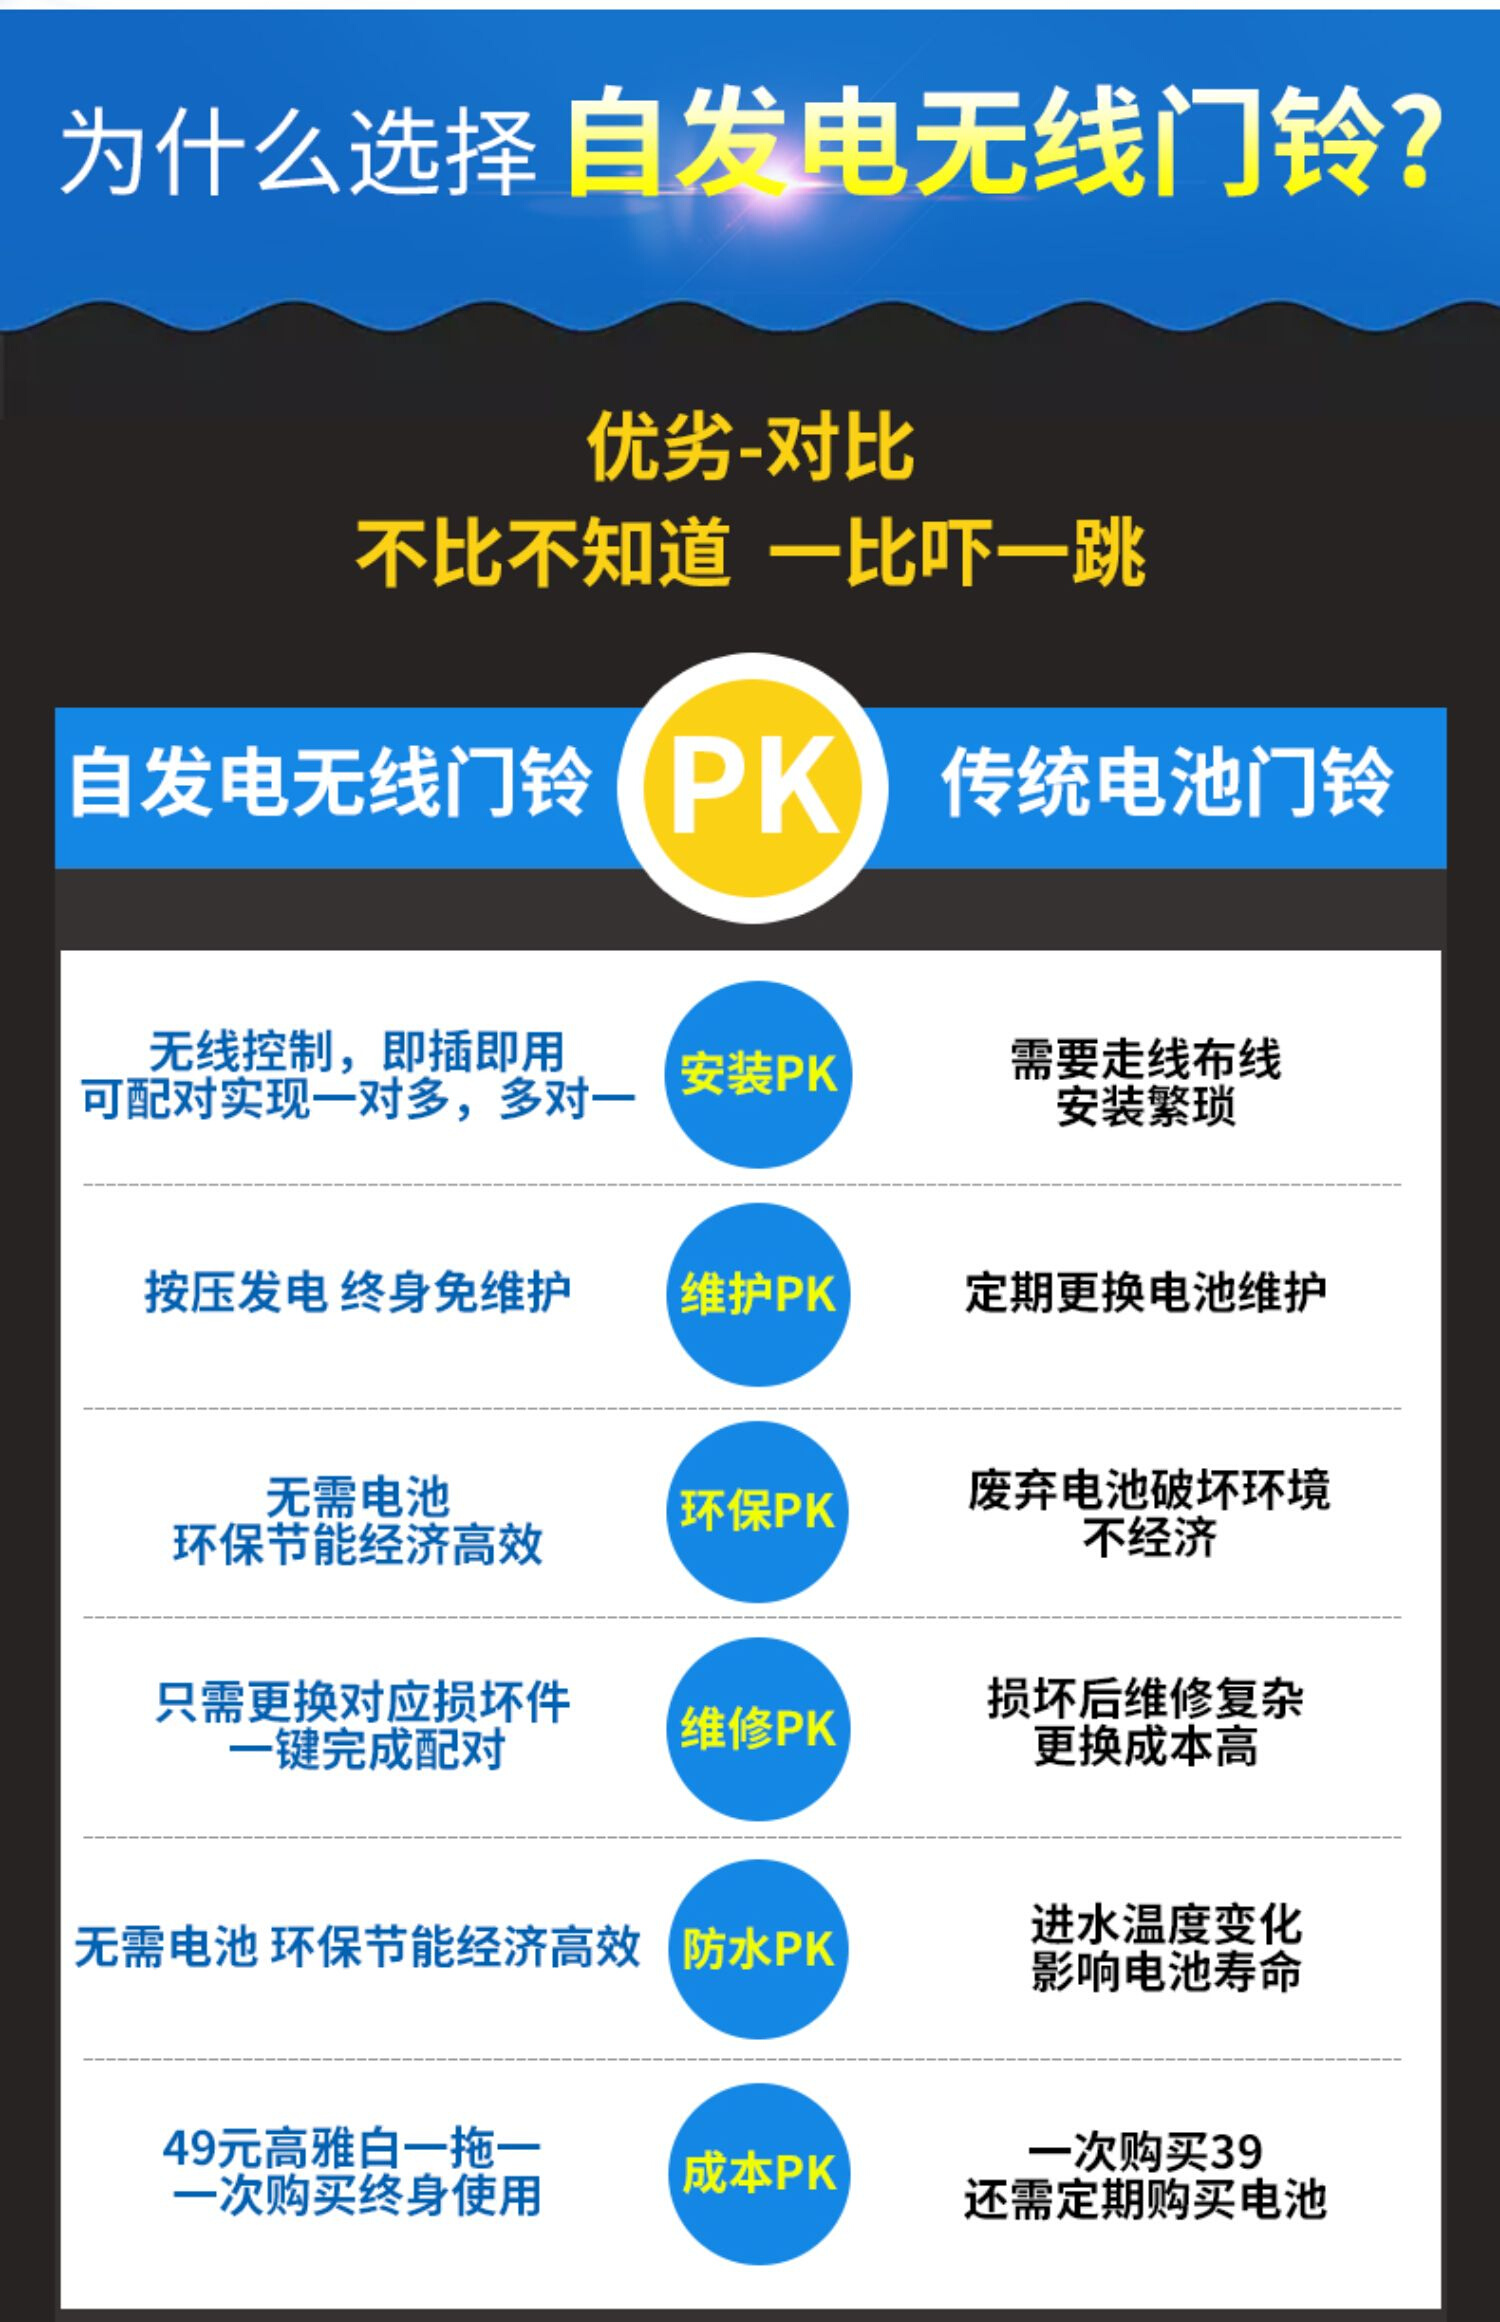 为什么选择 自发电无线门铃?
优劣-对比
不比不知道 一比吓一跳
自发电无线门铃
PK
传统电池门铃
无线控制，即插即用
可配对实现一对多，多对一
安装PK
需要走线布线
安装繁琐
按压发电 终身免维护
维护PK
定期更换电池维护
无需电池
环保节能经济高效
环保PK
废弃电池破坏环境
不经济
只需更换对应损坏件
一键完成配对
维修PK
损坏后维修复杂
更换成本高
无需电池 环保节能经济高效
防水PK
进水温度变化
影响电池寿命
49元高雅白一拖一
一次购买终身使用
成本PK
一次购买39
还需定期购买电池